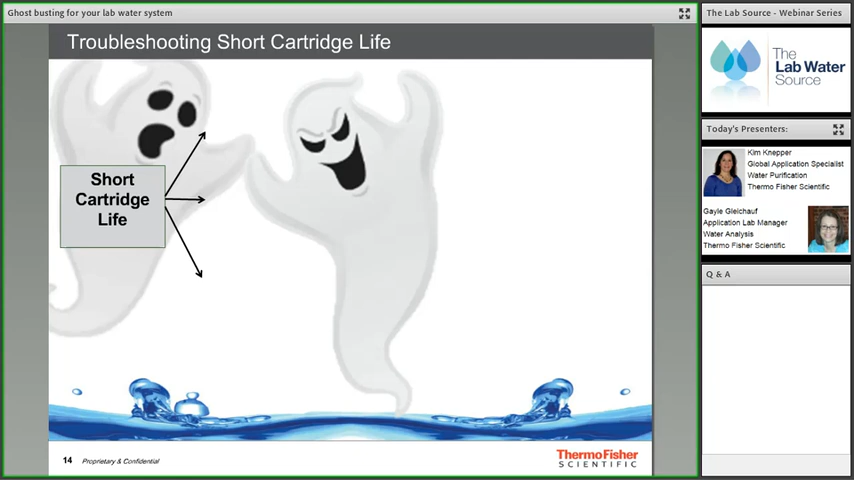 Ghost busting for your lab water system
Troubleshooting Short Cartridge Life
Short
Cartridge
Life
14 Proprietary & Confidential
ThermoFisher
SCIENTIFIC
The Lab Source - Webinar Series
The
Lab Water
Source
Today's Presenters:
Kim Knepper
Global Application Specialist
Water Purification
Thermo Fisher Scientific
Gayle Gleichauf
Application Lab Manager
Water Analysis
Thermo Fisher Scientific
Q & A